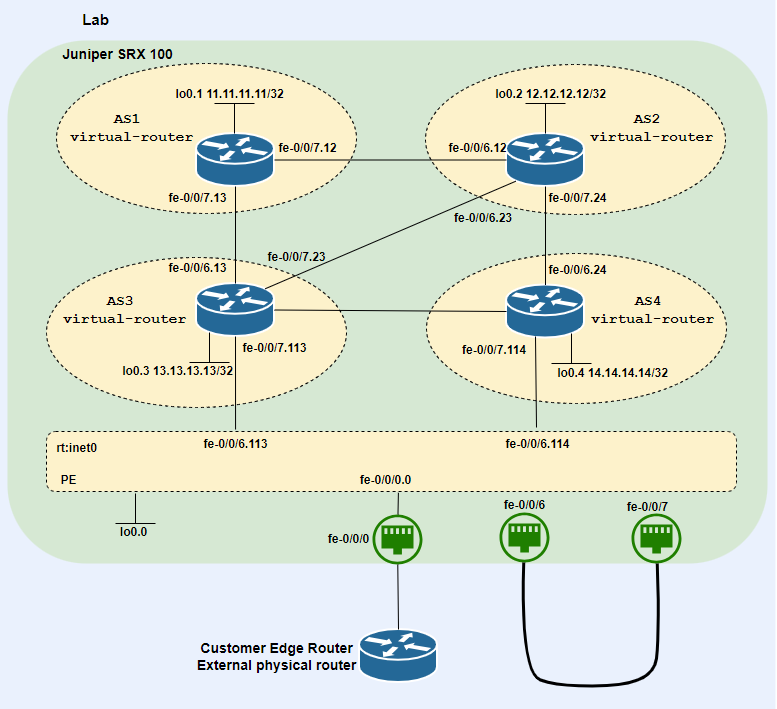 Lab
Juniper SRX 100
lo0.1 11.11.11.11/32
lo0.2 12.12.12.12/32
AS1
virtual-router
AS2
virtual-router
fe-0/0/7.12
fe-0/0/6.12
fe-0/0/7.13
fe-0/0/7.24
fe-0/0/6.23
fe-0/0/7.23
fe-0/0/6.13
fe-0/0/6.24
AS3
virtual-router
AS4
virtual-router
fe-0/0/7.113
fe-0/0/7.114
lo0.3 13.13.13.13/32
lo0.4 14.14.14.14/32
fe-0/0/6.113
fe-0/0/6.114
rt:inet0
PE
fe-0/0/0.0
fe-0/0/6
fe-0/0/7
lo0.0
fe-0/0/0
Customer Edge Router
External physical router